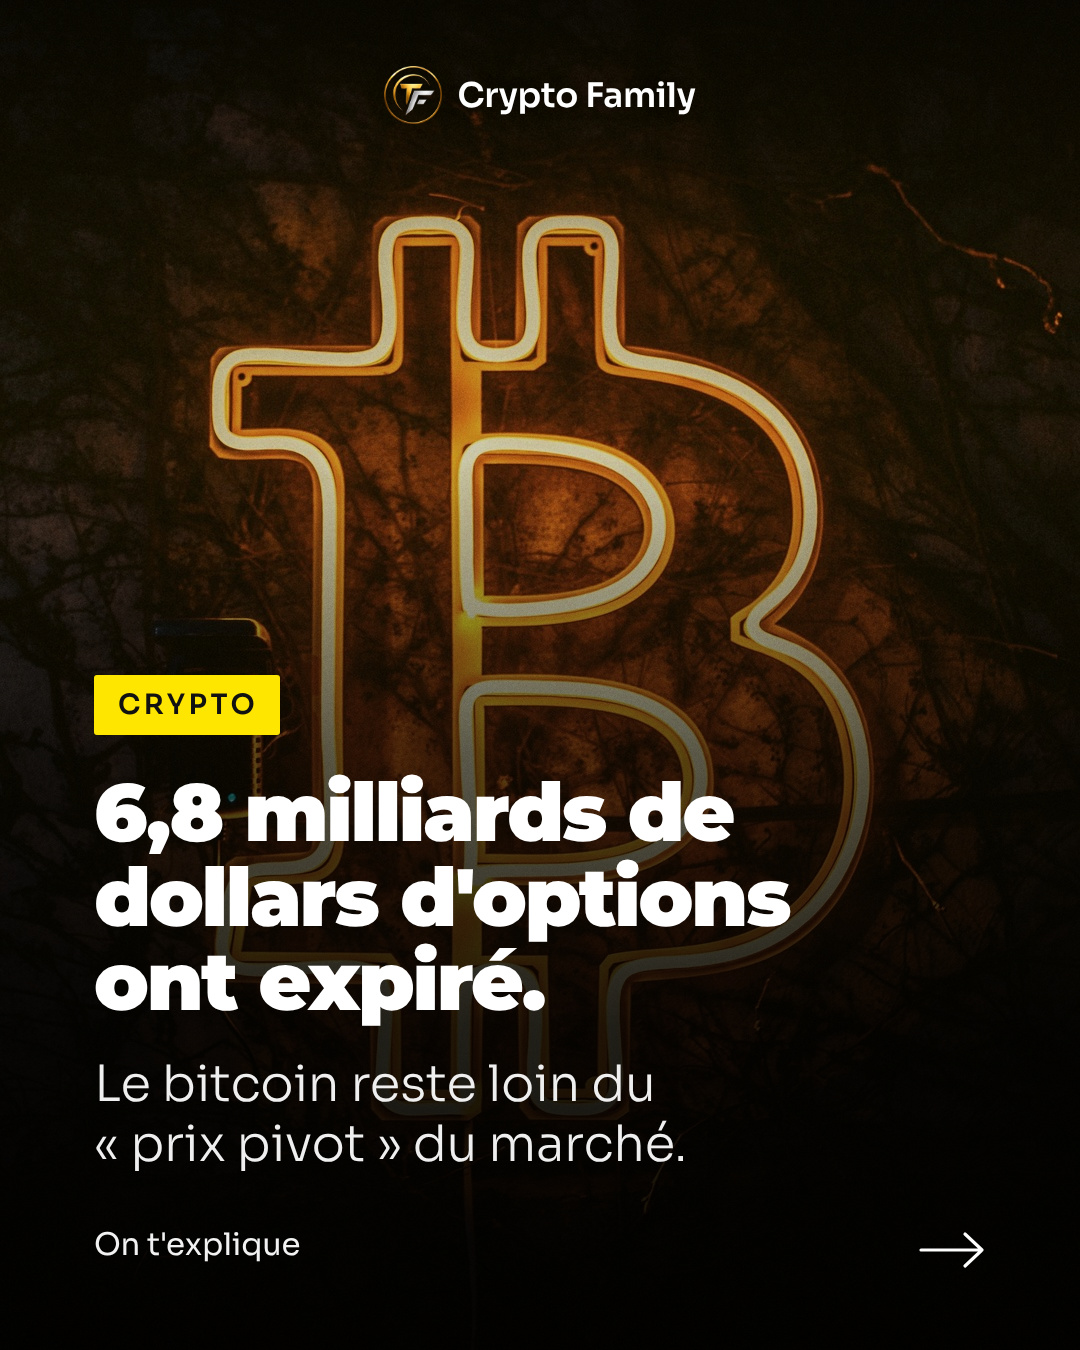 Crypto Family
CRYPTO
6,8 milliards de
dollars d'options
ont expiré.
Le bitcoin reste loin du
« prix pivot » du marché.
On t'explique